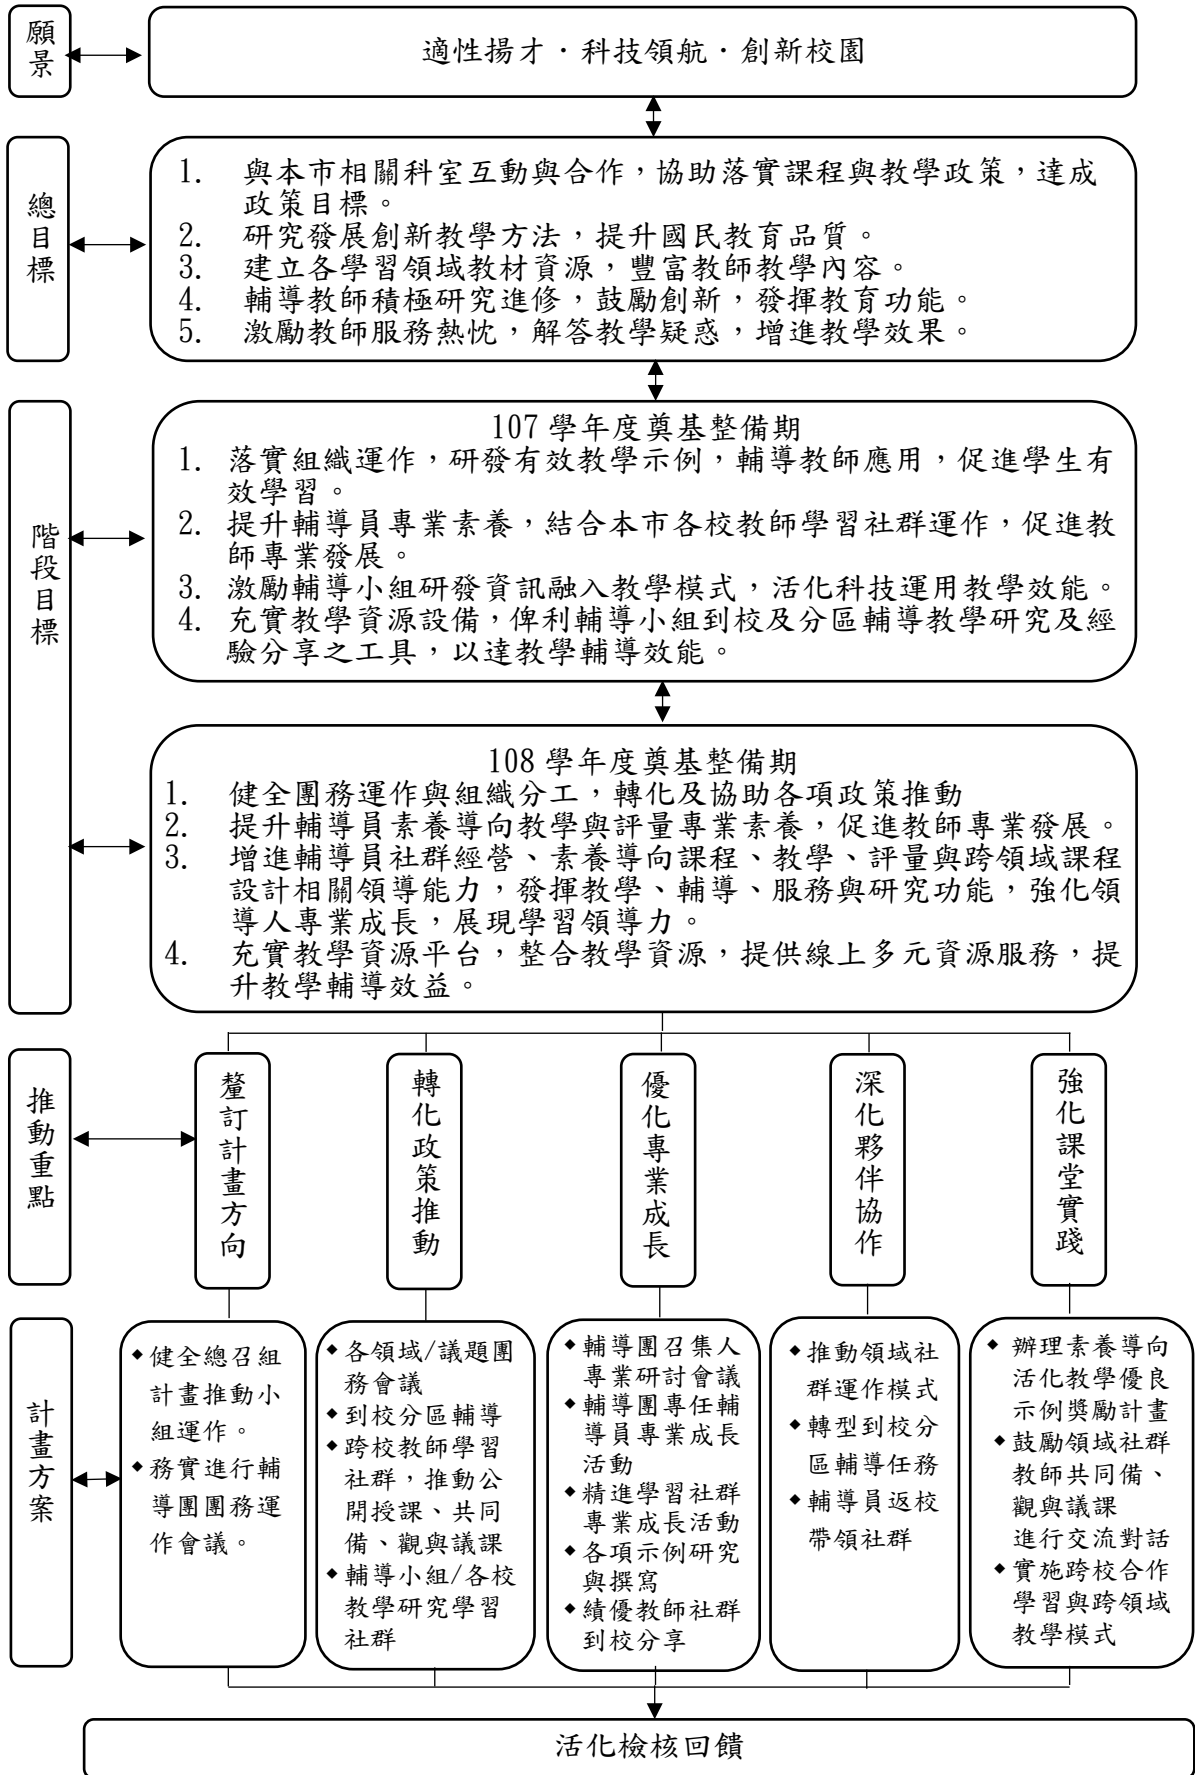 願景
適性揚才．科技領航．創新校園
總目標
1. 與本市相關科室互動與合作，協助落實課程與教學政策，達成
政策目標。
2. 研究發展創新教學方法，提升國民教育品質。
3. 建立各學習領域教材資源，豐富教師教學內容。
4. 輔導教師積極研究進修，鼓勵創新，發揮教育功能。
5. 激勵教師服務熱忱，解答教學疑惑，增進教學效果。
階段目標
107 學年度奠基整備期
1. 落實組織運作，研發有效教學示例，輔導教師應用，促進學生有
效學習。
2. 提升輔導員專業素養，結合本市各校教師學習社群運作，促進教
師專業發展。
3. 激勵輔導小組研發資訊融入教學模式，活化科技運用教學效能。
4. 充實教學資源設備，俾利輔導小組到校及分區輔導教學研究及經
驗分享之工具，以達教學輔導效能。
108 學年度奠基整備期
1. 健全團務運作與組織分工，轉化及協助各項政策推動
2. 提升輔導員素養導向教學與評量專業素養，促進教師專業發展。
3. 增進輔導員社群經營、素養導向課程、教學、評量與跨領域課程
設計相關領導能力，發揮教學、輔導、服務與研究功能，強化領
導人專業成長，展現學習領導力。
4. 充實教學資源平台，整合教學資源，提供線上多元資源服務，提
升教學輔導效益。
推動重點
釐訂計畫方向
轉化政策推動
優化專業成長
深化夥伴協作
強化課堂實踐
計畫方案
◆健全總召組
計畫推動小
組運作。
◆務實進行輔
導團團務運
作會議。
◆各領域/議題團
務會議
◆到校分區輔導
◆跨校教師學習
社群，推動公
開授課、共同
備、觀與議課
◆輔導小組/各校
教學研究學習
社群
◆輔導團召集人
專業研討會議
◆輔導團專任輔
導員專業成長
活動
◆精進學習社群
專業成長活動
◆各項示例研究
與撰寫
◆績優教師社群
到校分享
◆推動領域社
群運作模式
◆轉型到校分
區輔導任務
◆輔導員返校
帶領社群
◆辦理素養導向
活化教學優良
示例獎勵計畫
◆鼓勵領域社群
教師共同備、
觀與議課
進行交流對話
◆實施跨校合作
學習與跨領域
教學模式
活化檢核回饋